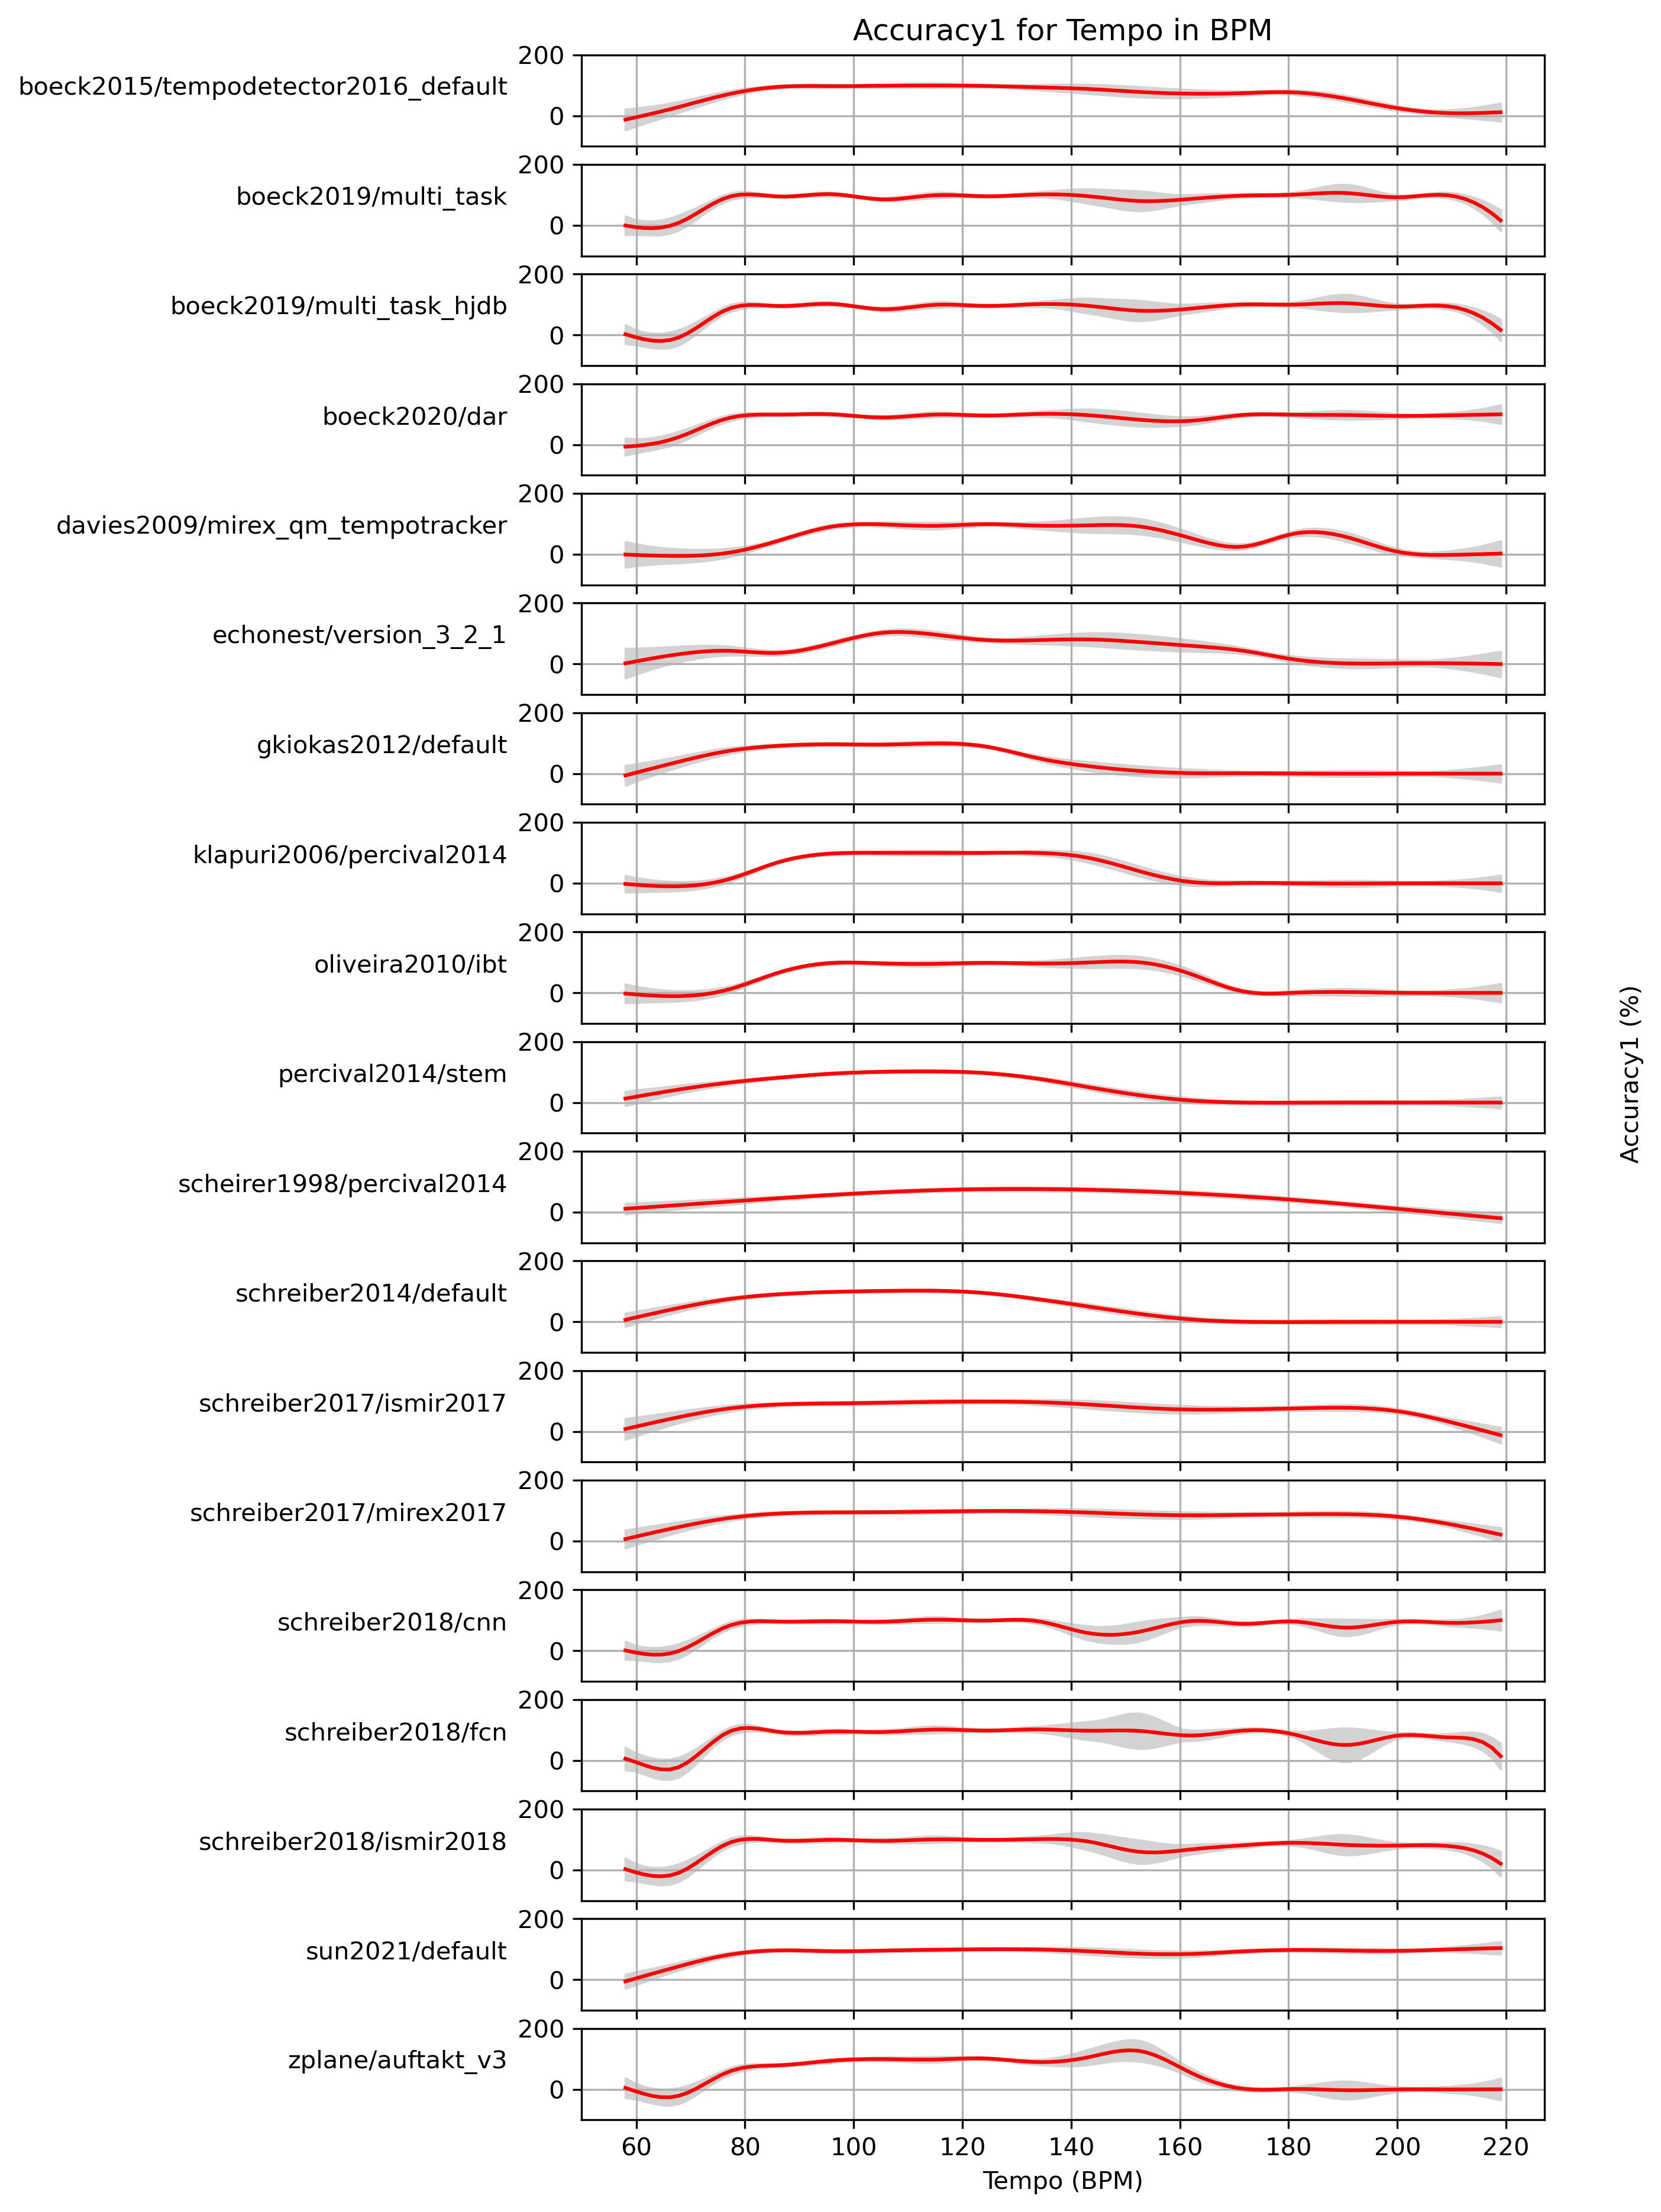 Accuracy1 for Tempo in BPM
200
boeck2015/tempodetector2016_default
0
200
boeck2019/multi_task
0
200
boeck2019/multi_task_hjdb
0
200
boeck2020/dar
0
200
davies2009/mirex_qm_tempotracker
0
200
echonest/version_3_2_1
0
200
gkiokas2012/default
0
200
klapuri2006/percival2014
0
200
oliveira2010/ibt
0
Accuracy1 (%)
200
percival2014/stem
0
200
scheirer1998/percival2014
0
200
schreiber2014/default
0
200
schreiber2017/ismir2017
0
200
schreiber2017/mirex2017
0
200
schreiber2018/cnn
0
200
schreiber2018/fcn
0
200
schreiber2018/ismir2018
0
200
sun2021/default
0
200
zplane/auftakt_v3
0
60 80 100 120 140 160 180 200 220
Tempo (BPM)